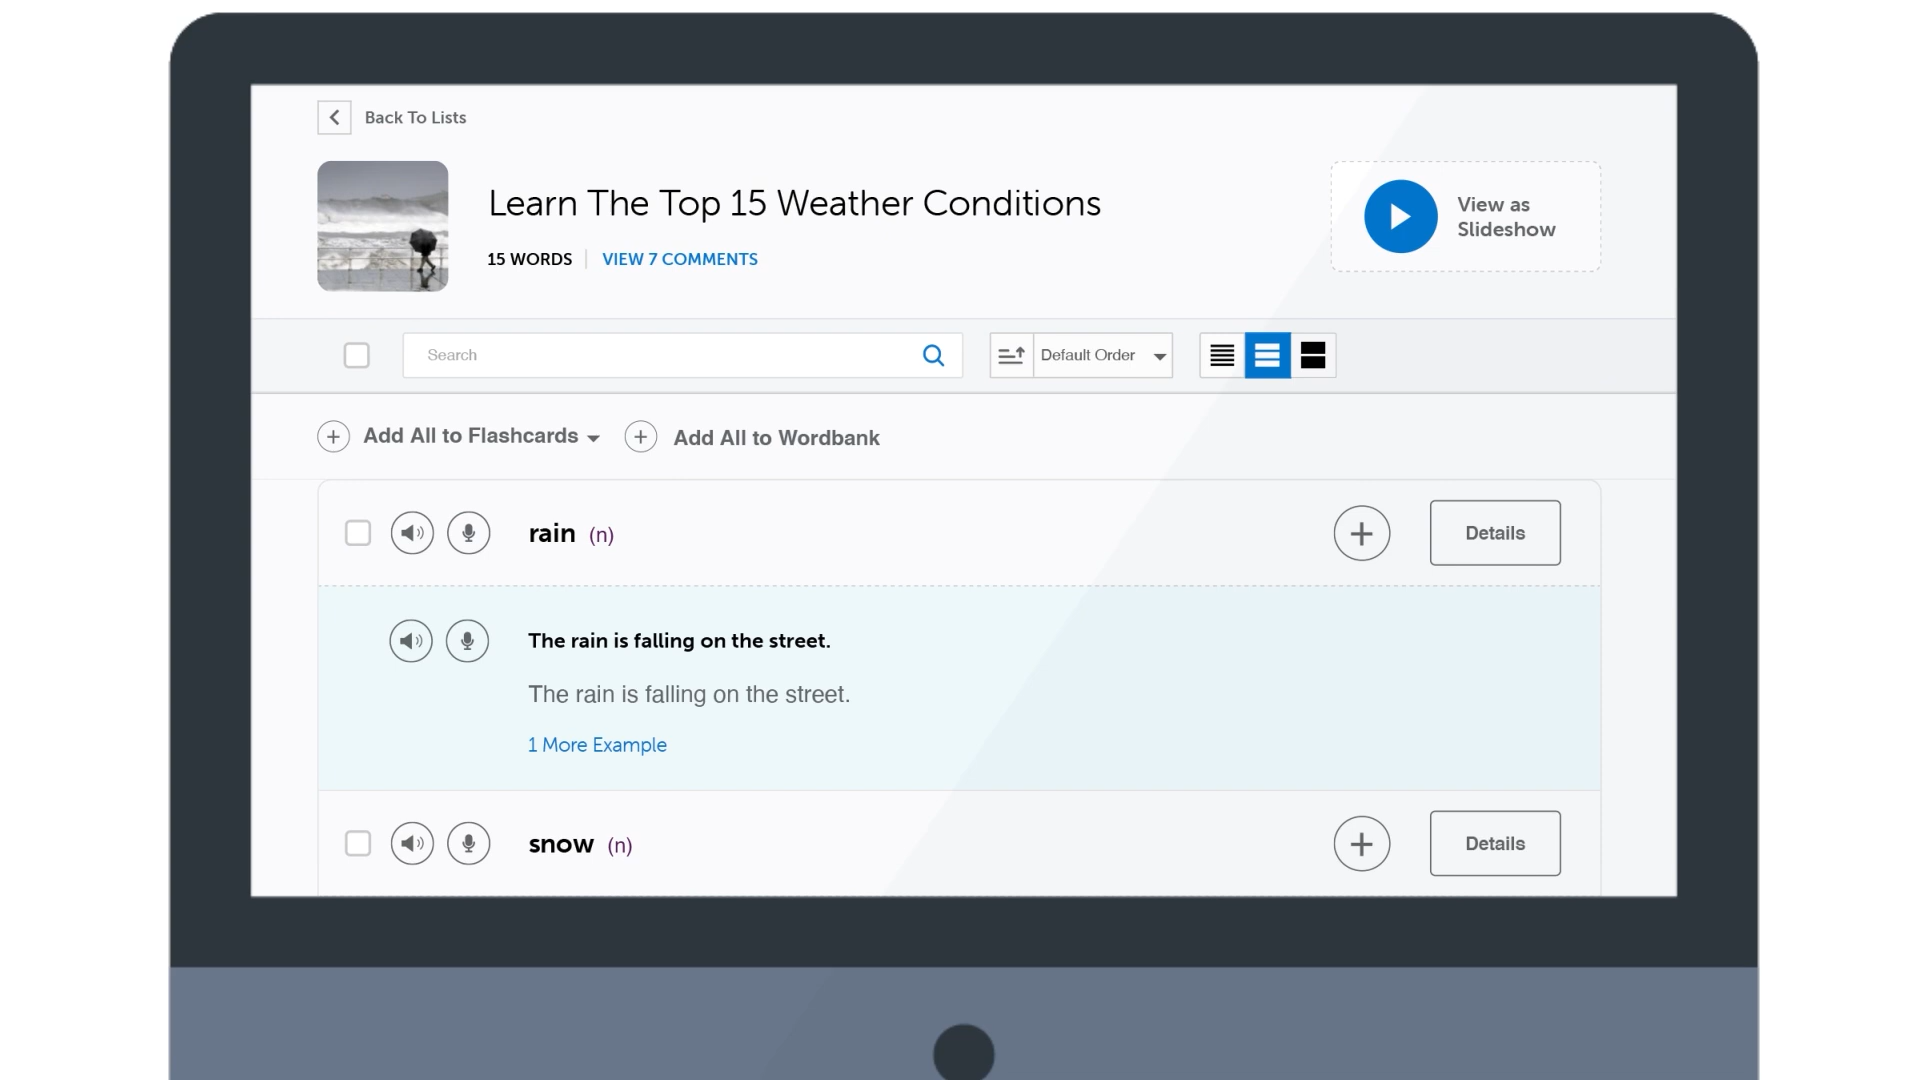 Back To Lists
Learn The Top 15 Weather Conditions
15 WORDS VIEW 7 COMMENTS
View as
Slideshow
Search
Default Order
Add All to Flashcards
Add All to Wordbank
rain (n)
Details
The rain is falling on the street.
The rain is falling on the street.
1 More Example
snow (n)
Details